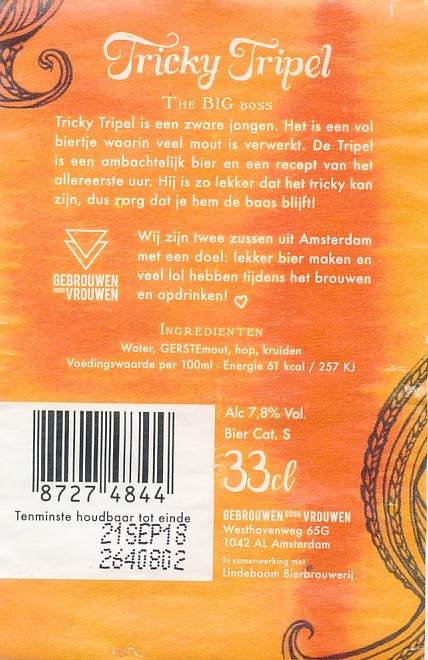 Tricky Tripel
THE BIG BOSS
Tricky Tripel is een zware jongen. Het is een vol
biertje waarin veel mout is verwerkt. De Tripel
is een ambachtelijk bier en een recept van het
allereerste uur. Hij is zo lekker dat het tricky kan
zijn, dus zorg dat je hem de baas blijft!
Wij zijn twee zussen uit Amsterdam
met een doel: lekker bier maken en
veel lol hebben tijdens het brouwen
en opdrinken!
GEBROUWEN
DOOR VROUWEN
INGREDIENTEN
Water, GERSTEmout, hop, kruiden
Voedingswaarde per 100ml - Energie 61 kcal / 257 KJ
8727 4844
Tenminste houdbaar tot einde
21SEP18
2640802
Alc 7,8% Vol.
Bier Cat. S
33cl
GEBROUWEN DOOR VROUWEN
Westhavenweg 65G
1042 AL Amsterdam
In samenwerking met
Lindeboom Bierbrouwerij